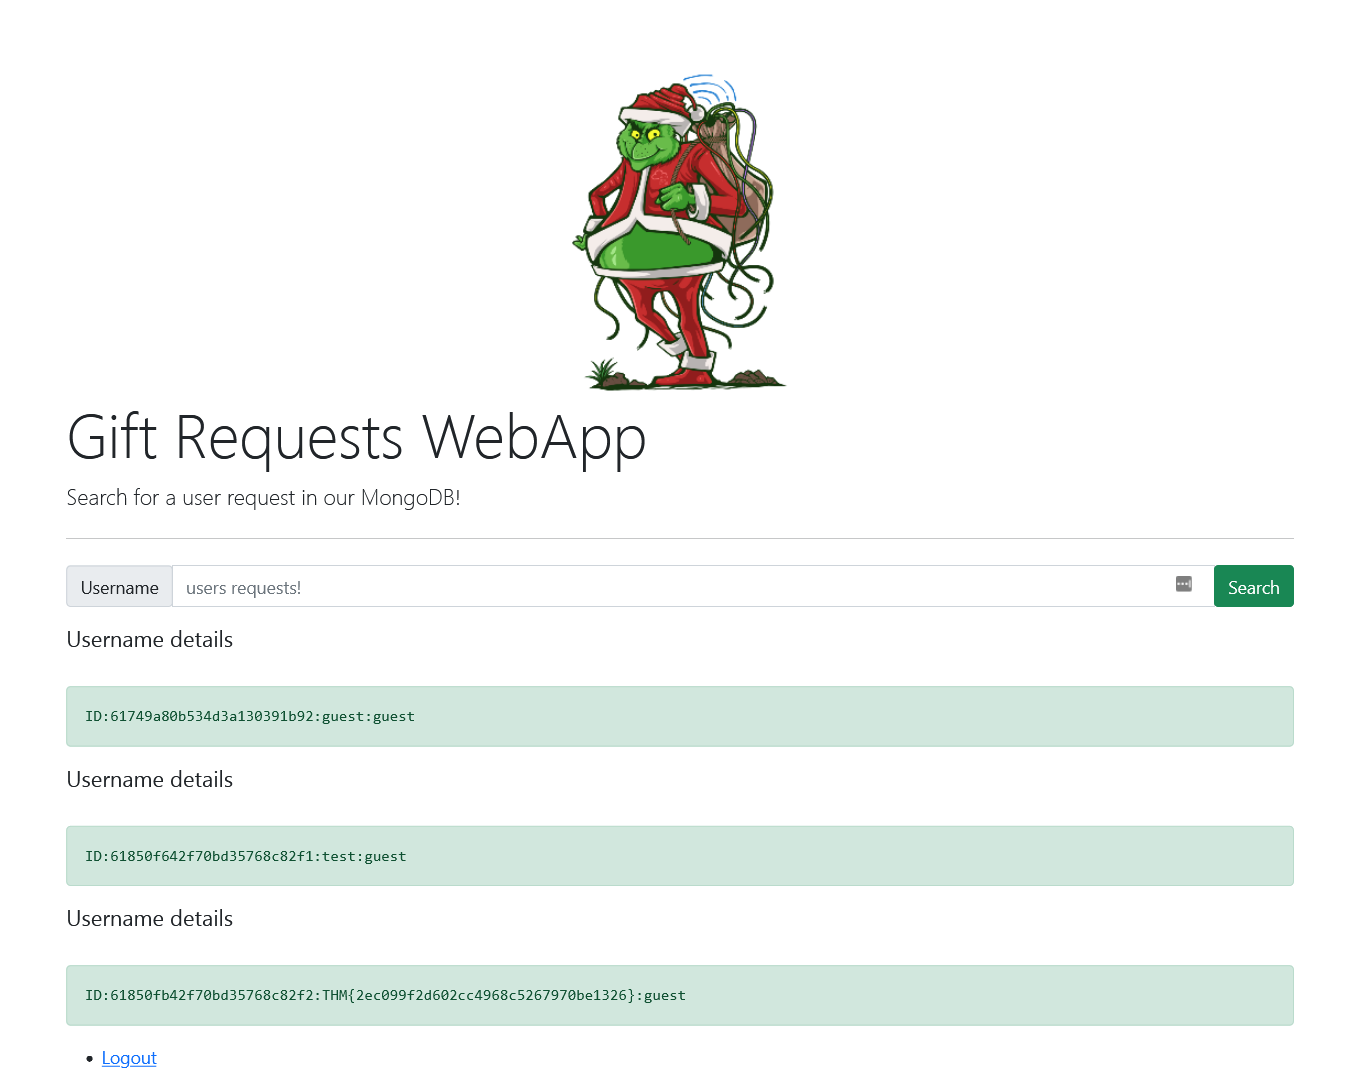 Gift Requests WebApp
Search for a user request in our MongoDB!
Username users requests! Search
Username details
ID:61749a80b534d3a130391b92:guest:guest
Username details
ID:61850f642f70bd35768c82f1:test:guest
Username details
ID:61850fb42f70bd35768c82f2:THM{2ec099f2d602cc4968c5267970be1326}:guest
Logout